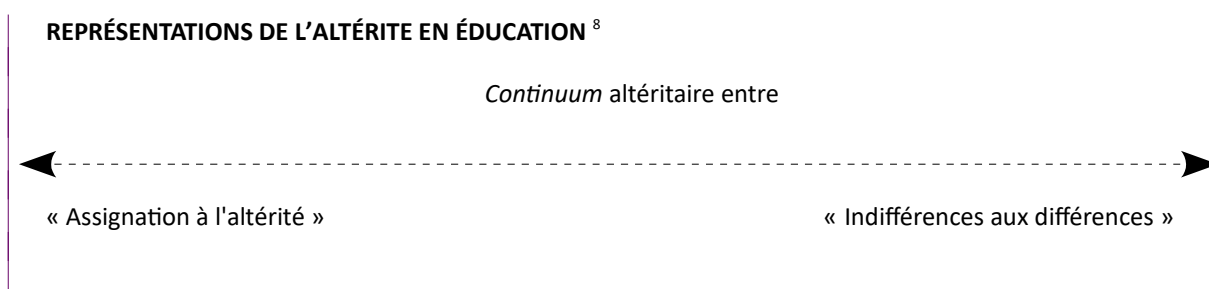 REPRÉSENTATIONS DE L’ALTÉRITE EN ÉDUCATION ⁸
Continuum altéritaire entre
« Assignation à l'altérité »
« Indifférences aux différences »